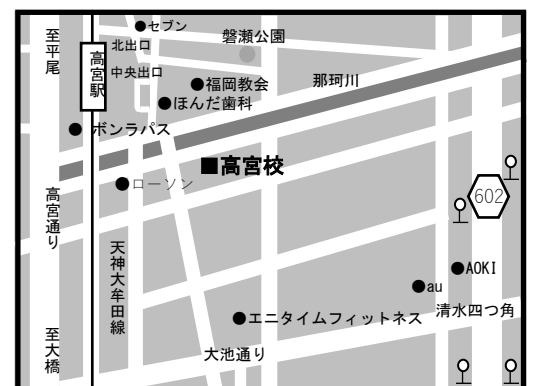 セブン
至平尾
北出口
磐瀬公園
高宮駅
中央出口
福岡教会
那珂川
ほんだ歯科
ボンラパス
■高宮校
ローソン
602
高宮通り
天神大牟田線
AOKI
au
清水四つ角
エニタイムフィットネス
至大橋
大池通り